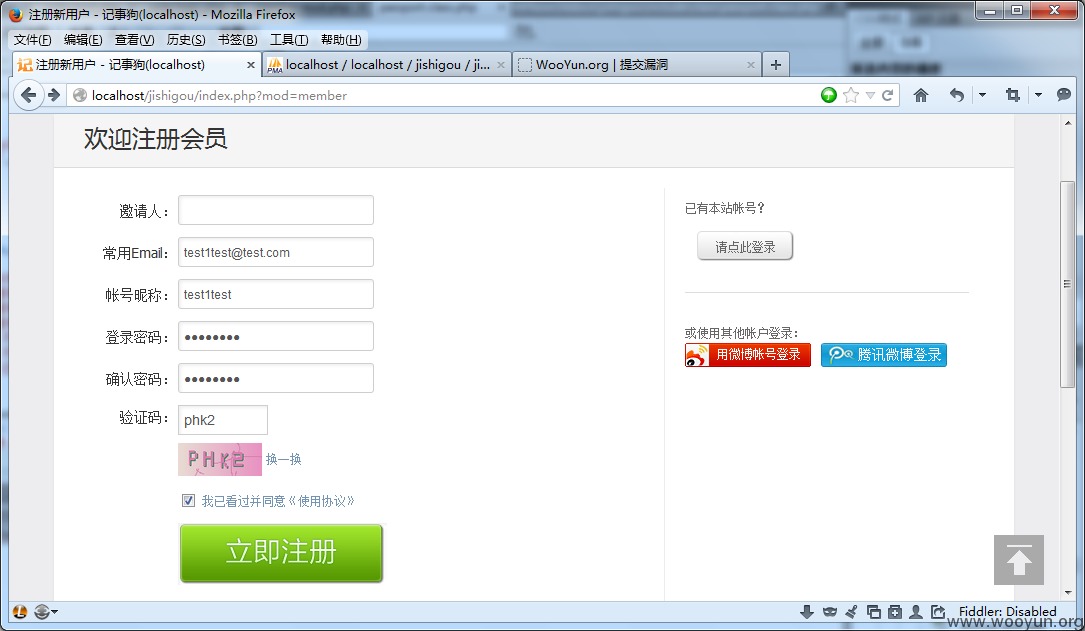 注册新用户 - 记事狗(localhost) - Mozilla Firefox
文件(F) 编辑(E) 查看(V) 历史(S) 书签(B) 工具(T) 帮助(H)
注册新用户 - 记事狗(localhost) × localhost / localhost / jishigou / ji... × WooYun.org | 提交漏洞 × +
localhost/jishigou/index.php?mod=member
欢迎注册会员
邀请人：
常用Email： test1test@test.com
帐号昵称： test1test
登录密码： ●●●●●●●●
确认密码： ●●●●●●●●
验证码： phk2
PHK2 换一换
我已看过并同意《使用协议》
立即注册
已有本站帐号？
请点此登录
或使用其他帐户登录：
用微博帐号登录 腾讯微博登录
Fiddler: Disabled
www.wooyun.org